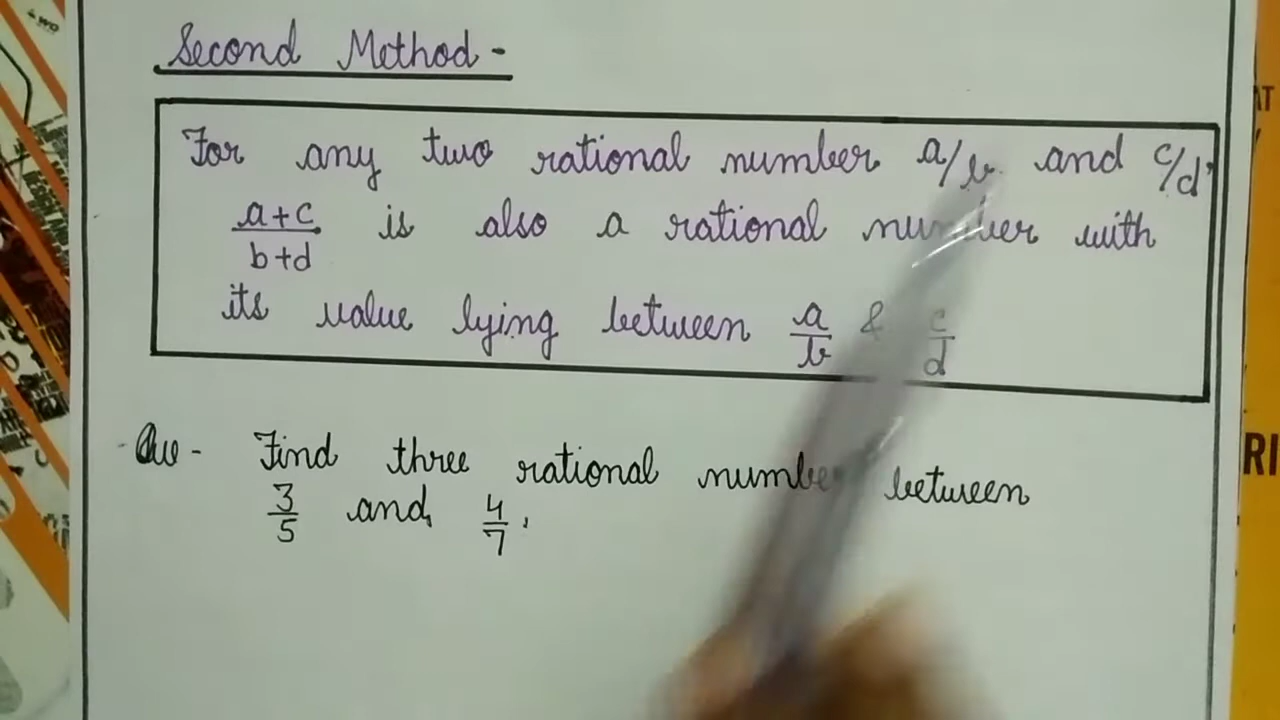 Second Method -
For any two rational number a/b and c/d,
a+c/b+d is also a rational number with
its value lying between a/b & c/d
Que - Find three rational number between
3/5 and 4/7.